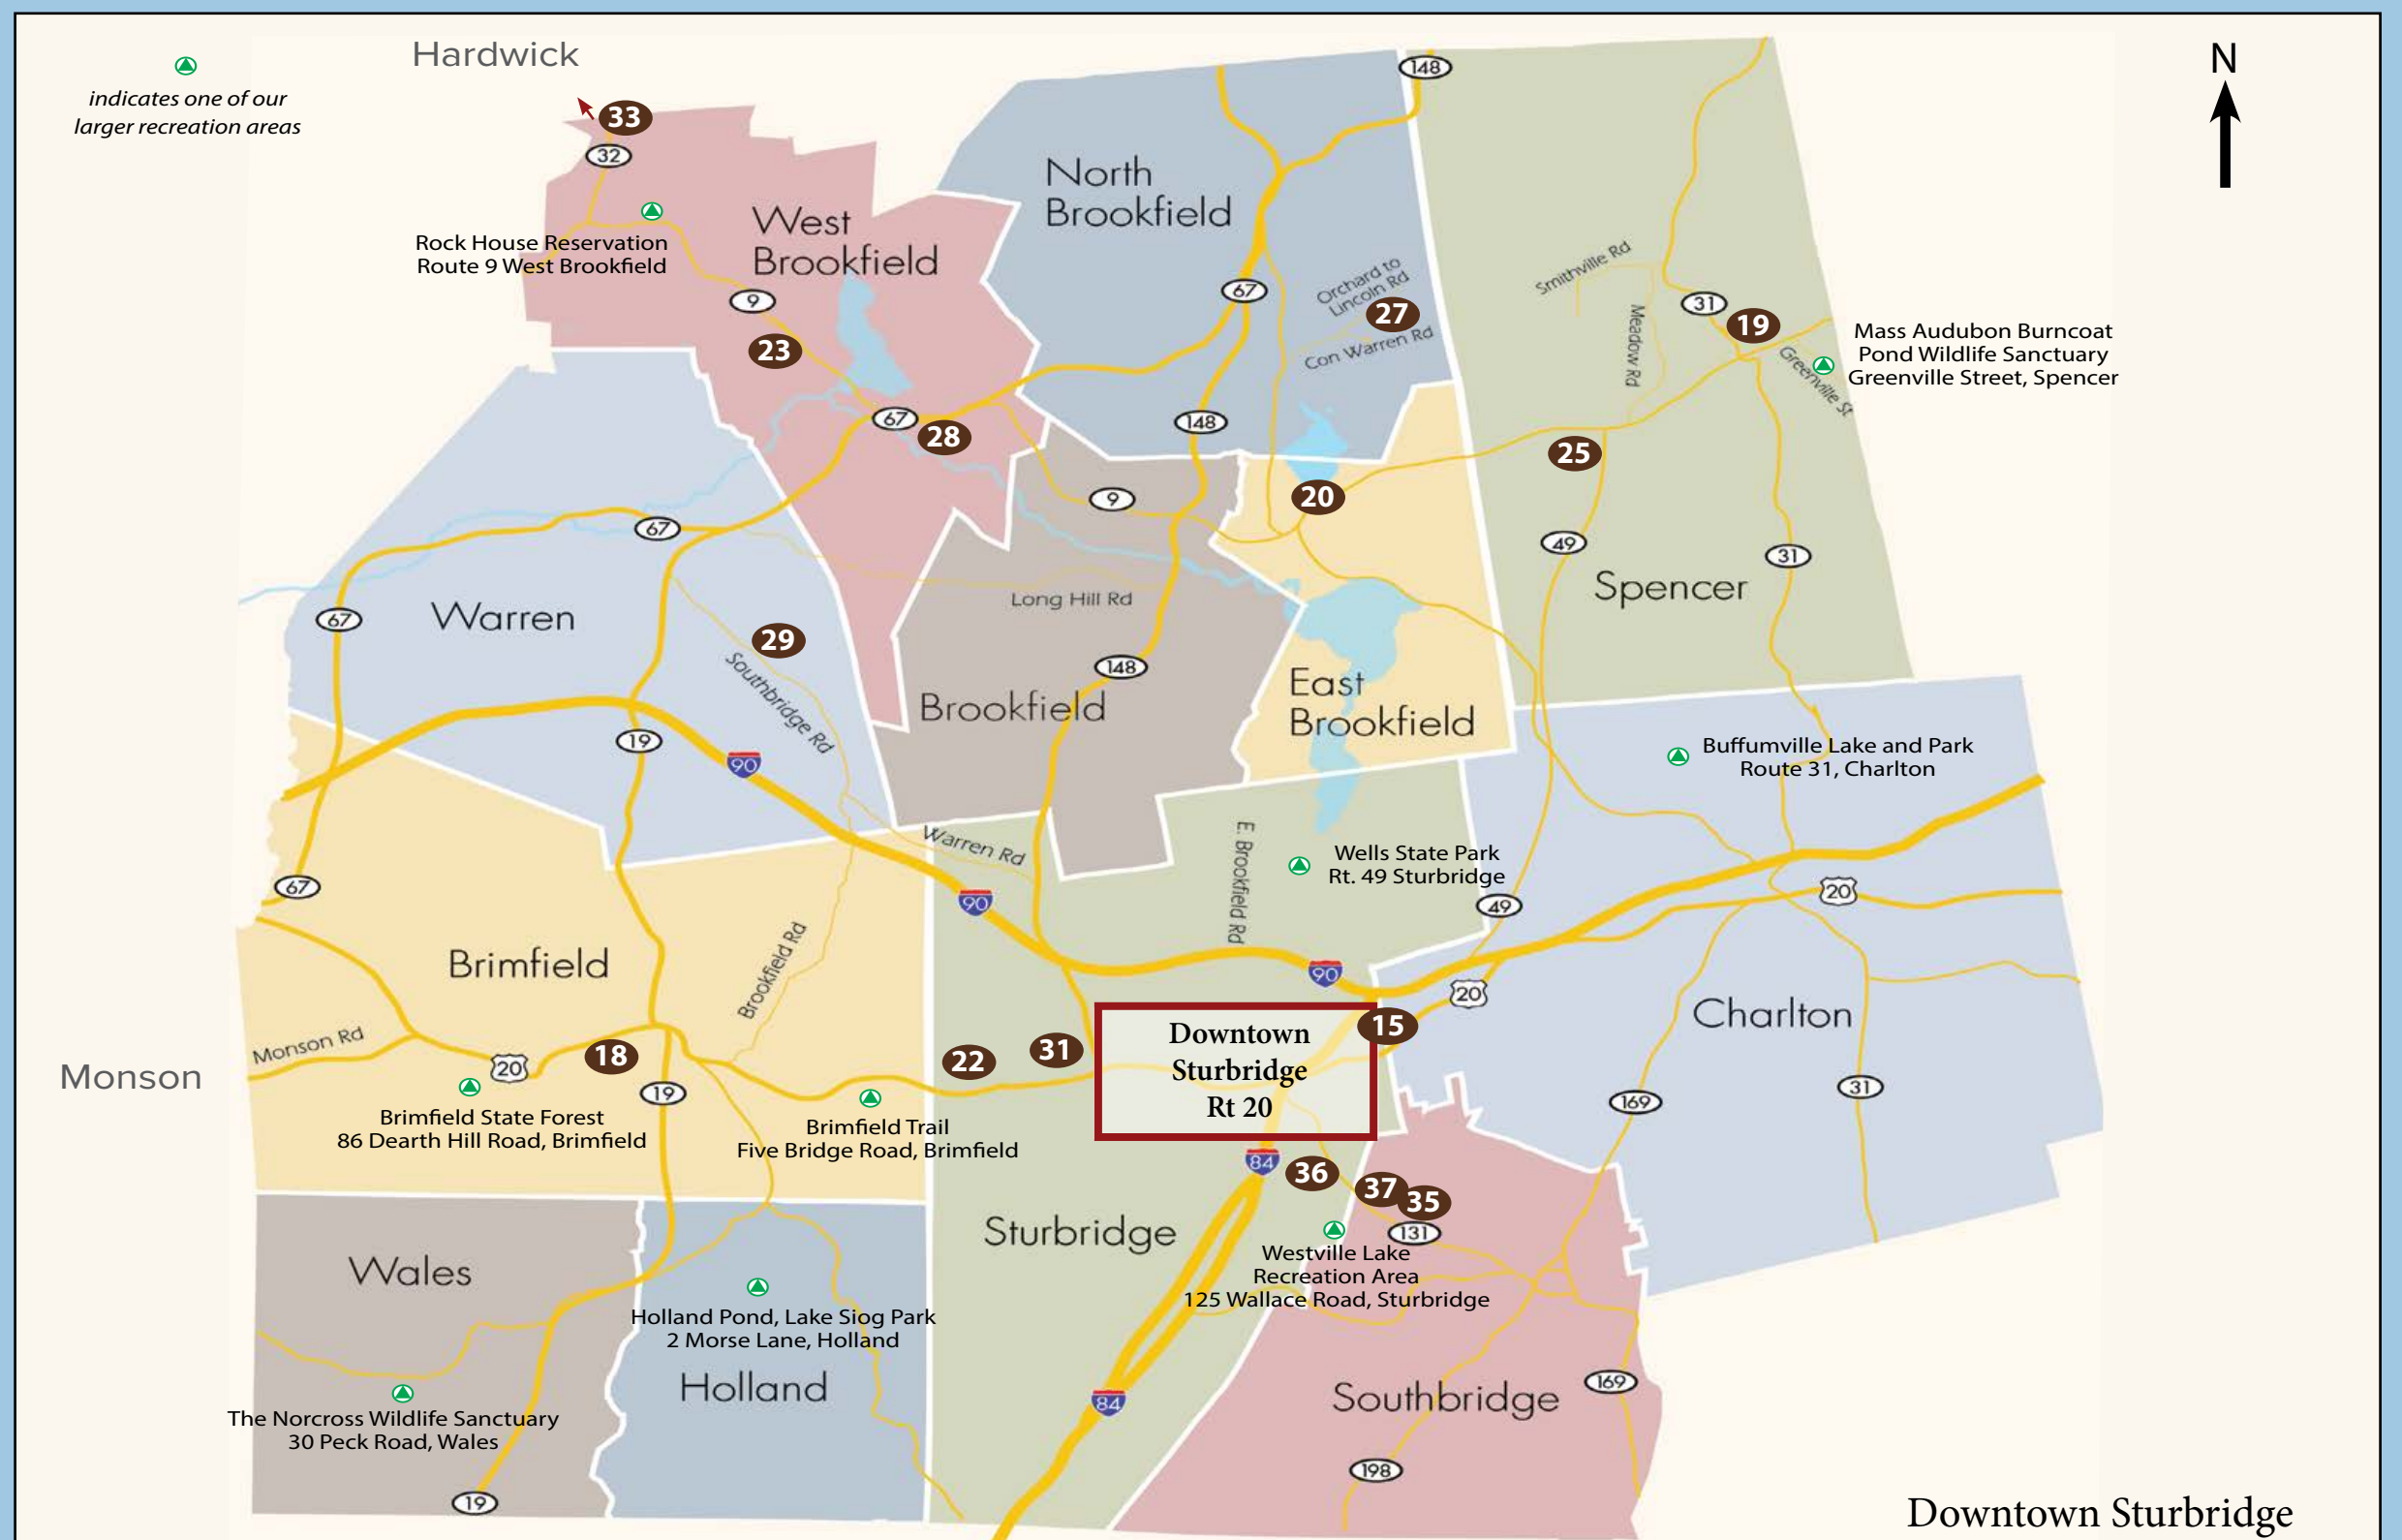 Hardwick
N
indicates one of our
larger recreation areas
148
33
32
North
Brookfield
West
Brookfield
Rock House Reservation
Route 9 West Brookfield
Smithville Rd
Orchard to
Lincoln Rd
67
9
31
27
19
Meadow Rd
Con Warren Rd
Mass Audubon Burncoat
Pond Wildlife Sanctuary
Greenville Street, Spencer
Greenville St
23
67
28
148
25
9
20
67
49
31
Spencer
Long Hill Rd
Warren
67
29
148
Southbridge Rd
Brookfield
East
Brookfield
19
90
Buffumville Lake and Park
Route 31, Charlton
Warren Rd
E. Brookfield Rd
Wells State Park
Rt. 49 Sturbridge
67
90
49
20
Brimfield
Brookfield Rd
90
20
Charlton
Monson Rd
Monson
20
18
22
31
Downtown
Sturbridge
Rt 20
15
19
Brimfield State Forest
86 Dearth Hill Road, Brimfield
Brimfield Trail
Five Bridge Road, Brimfield
169
31
84
36
37
35
131
Sturbridge
Westville Lake
Recreation Area
125 Wallace Road, Sturbridge
Wales
Holland Pond, Lake Siog Park
2 Morse Lane, Holland
Holland
84
Southbridge
169
The Norcross Wildlife Sanctuary
30 Peck Road, Wales
198
19
Downtown Sturbridge